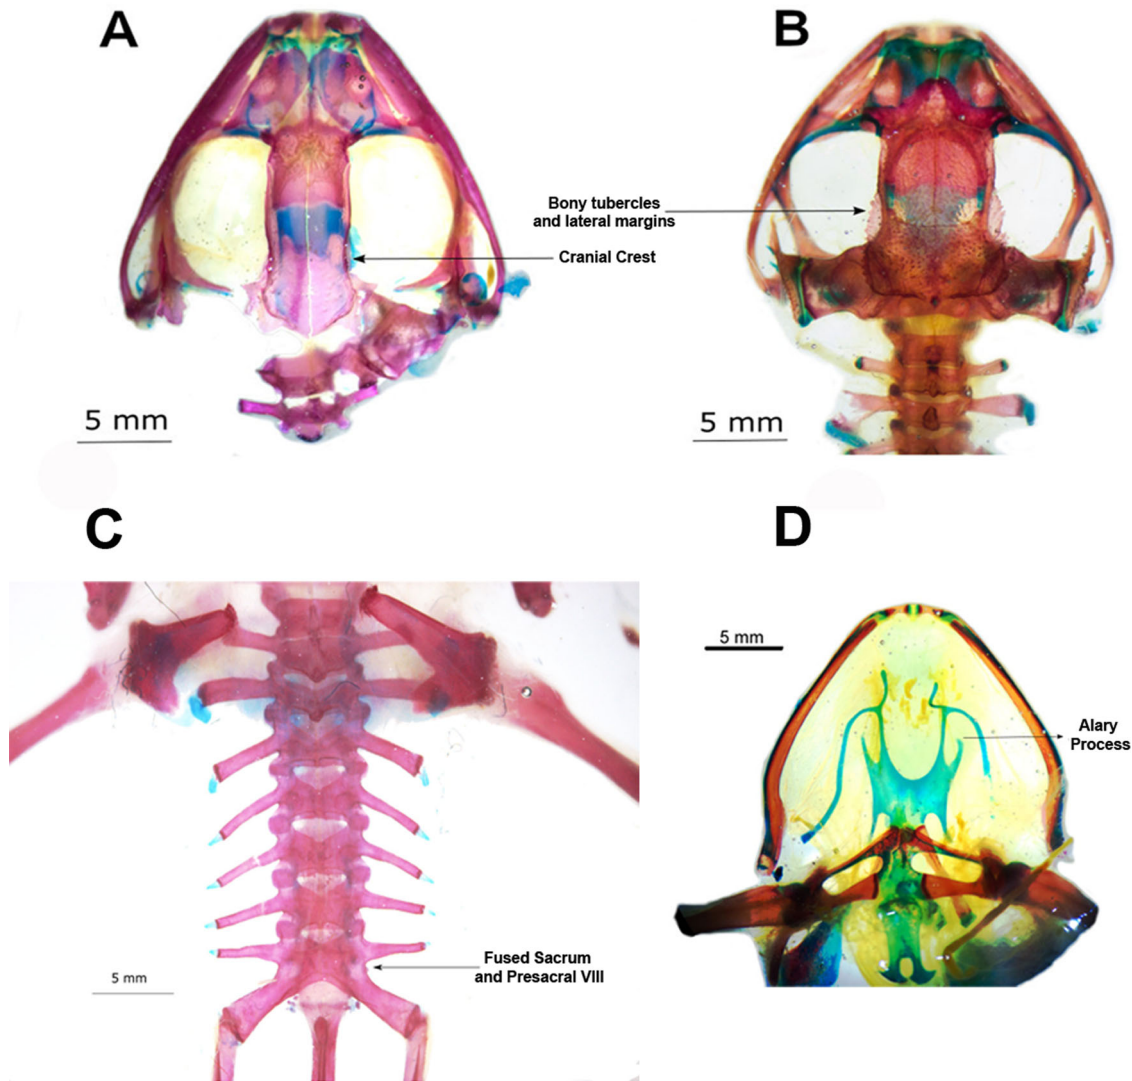 A
B
Bony tubercles
and lateral margins
Cranial Crest
5 mm
5 mm
C
D
5 mm
Alary
Process
Fused Sacrum
and Presacral VIII
5 mm